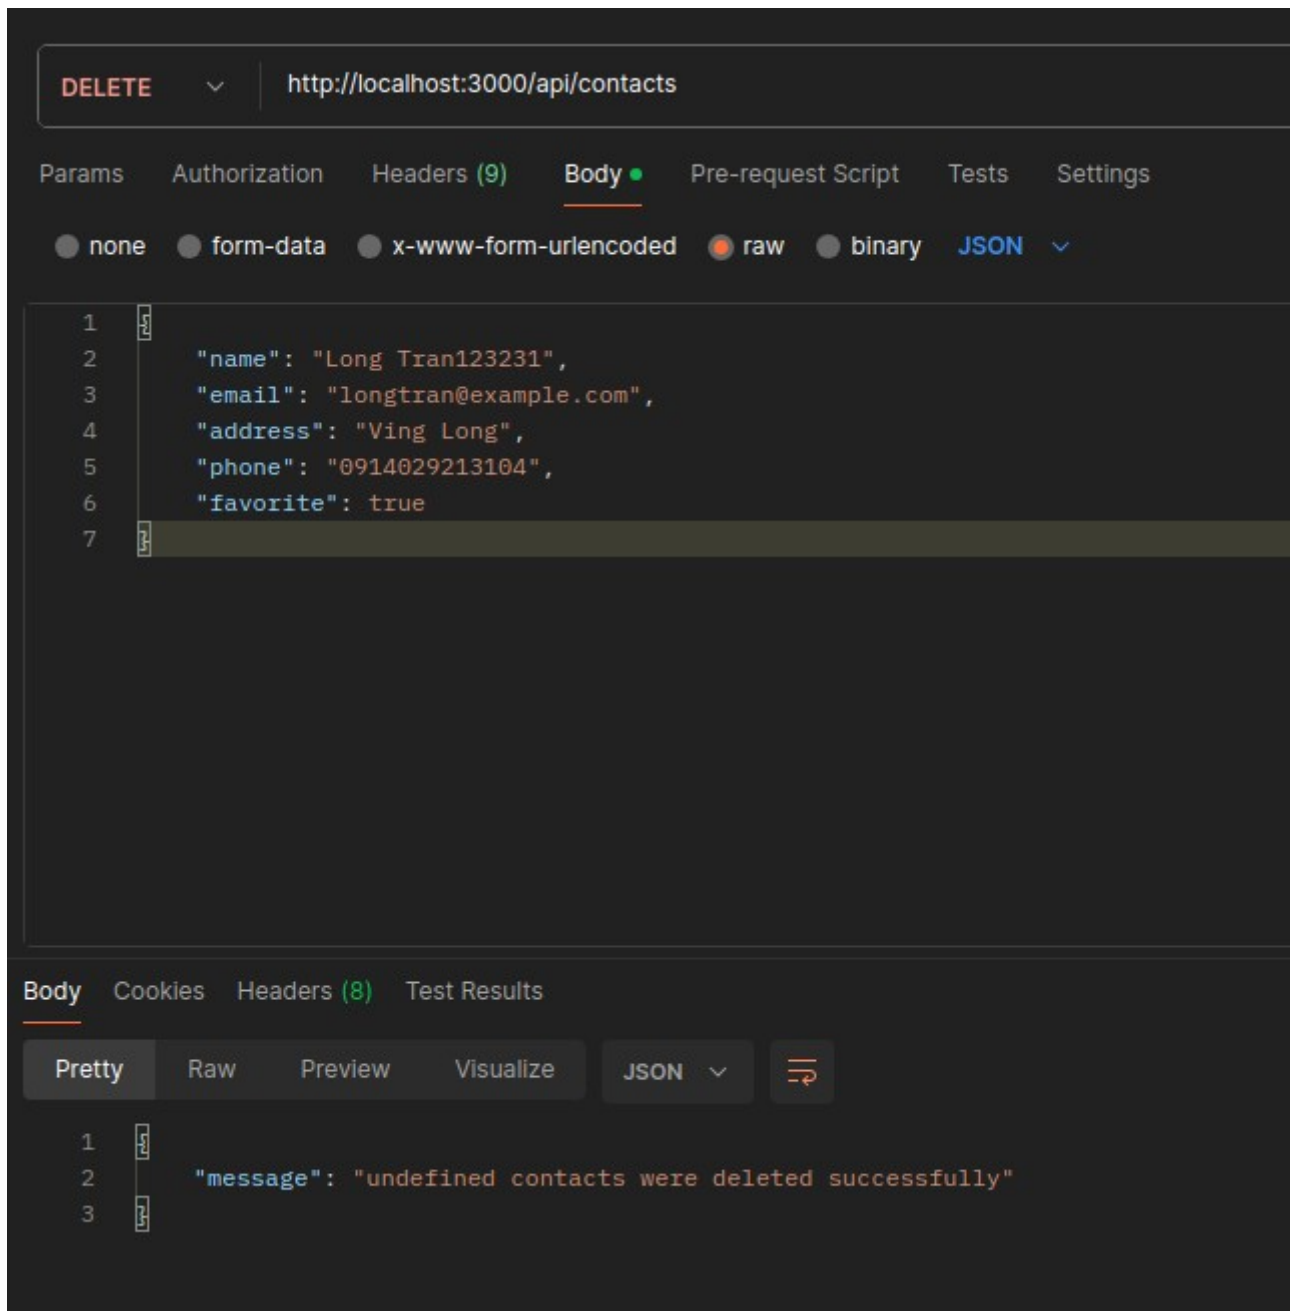 DELETE http://localhost:3000/api/contacts
Params Authorization Headers (9) Body Pre-request Script Tests Settings
none form-data x-www-form-urlencoded raw binary JSON
1 {
2 "name": "Long Tran123231",
3 "email": "longtran@example.com",
4 "address": "Ving Long",
5 "phone": "0914029213104",
6 "favorite": true
7 }
Body Cookies Headers (8) Test Results
Pretty Raw Preview Visualize JSON
1 {
2 "message": "undefined contacts were deleted successfully"
3 }